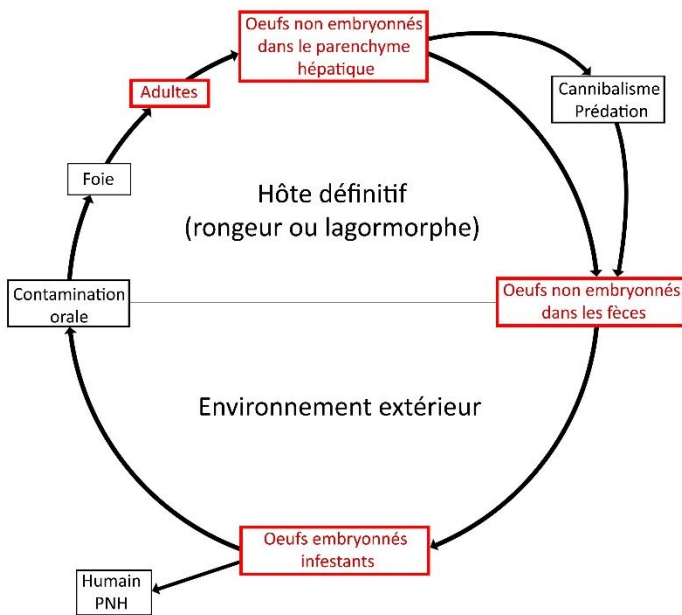 Oeufs non embryonnés
dans le parenchyme
hépatique
Adultes
Cannibalisme
Prédation
Foie
Hôte définitif
(rongeur ou lagormorphe)
Contamination
orale
Oeufs non embryonnés
dans les fèces
Environnement extérieur
Oeufs embryonnés
infestants
Humain
PNH